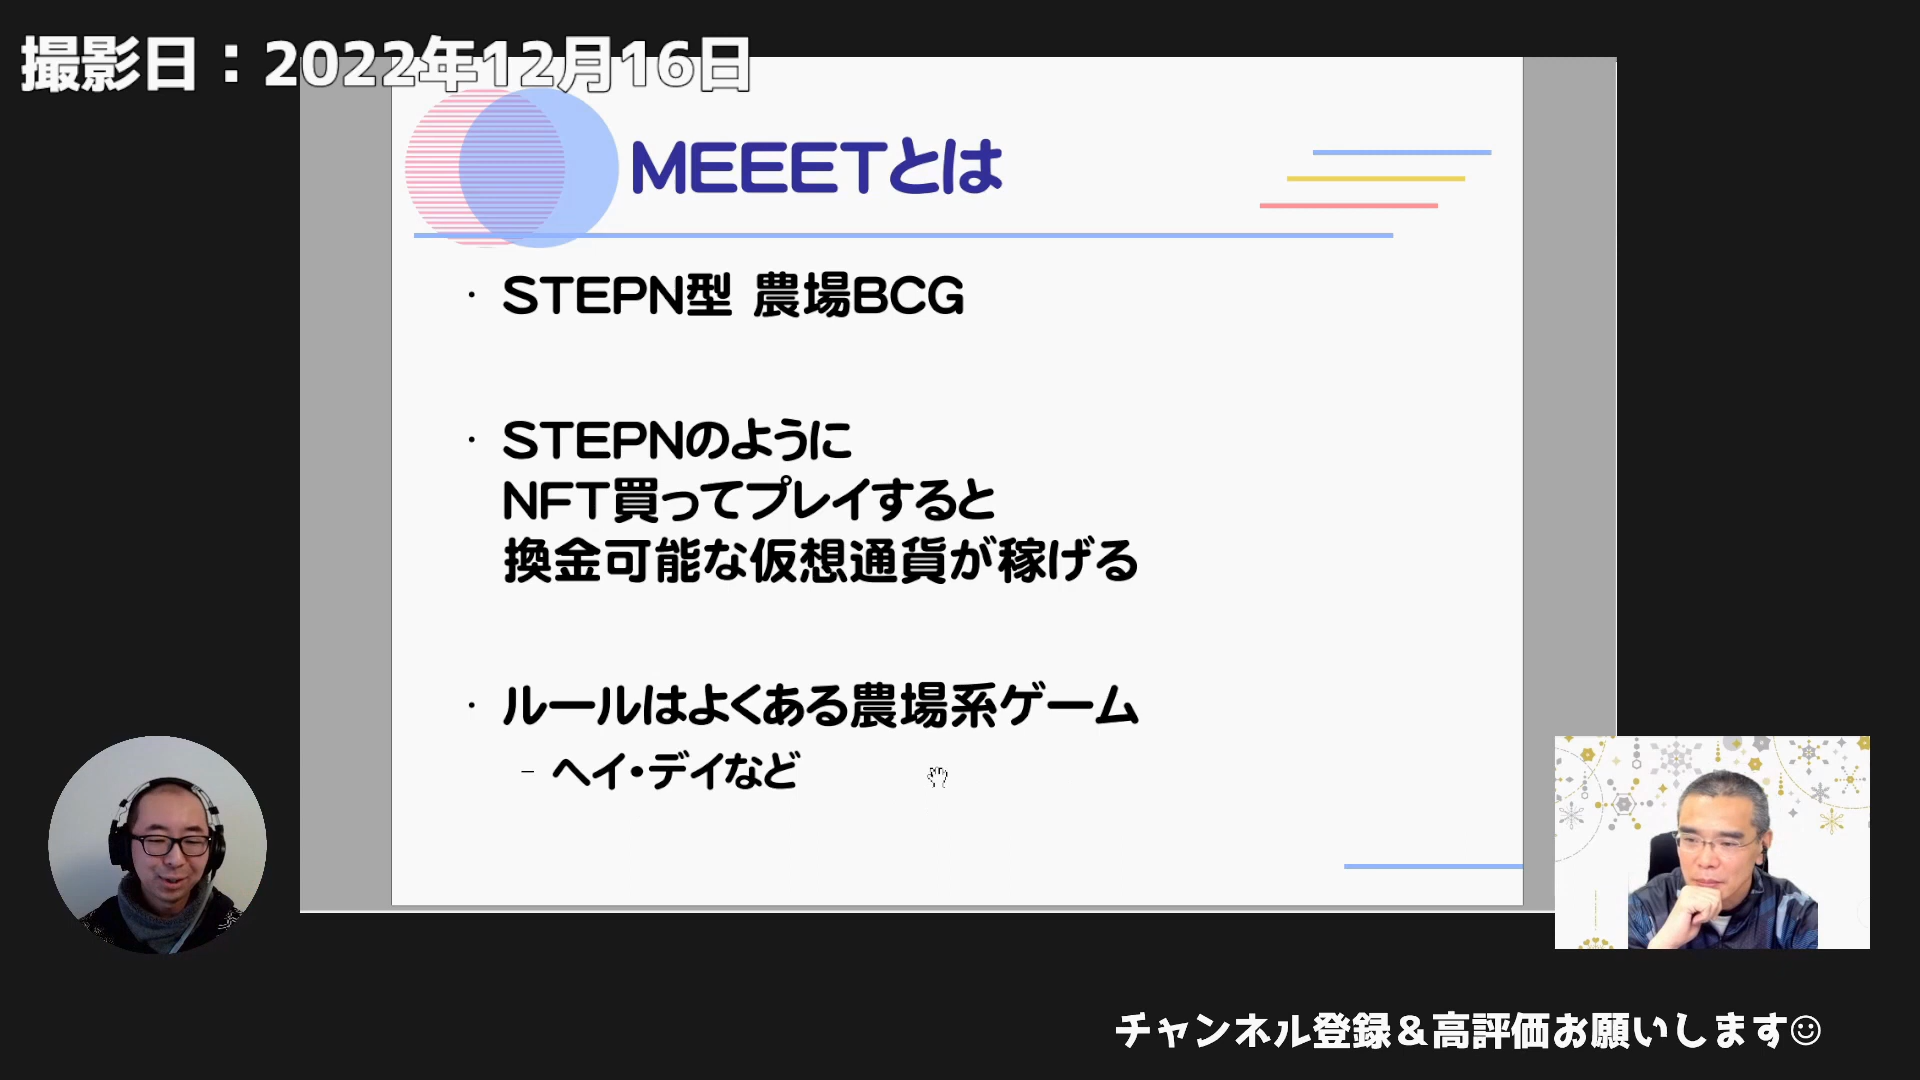 撮影日：2022年12月16日
MEEETとは
・ STEPN型 農場BCG
・ STEPNのように
NFT買ってプレイすると
換金可能な仮想通貨が稼げる
・ ルールはよくある農場系ゲーム
– ヘイ・デイなど
チャンネル登録＆高評価お願いします☺